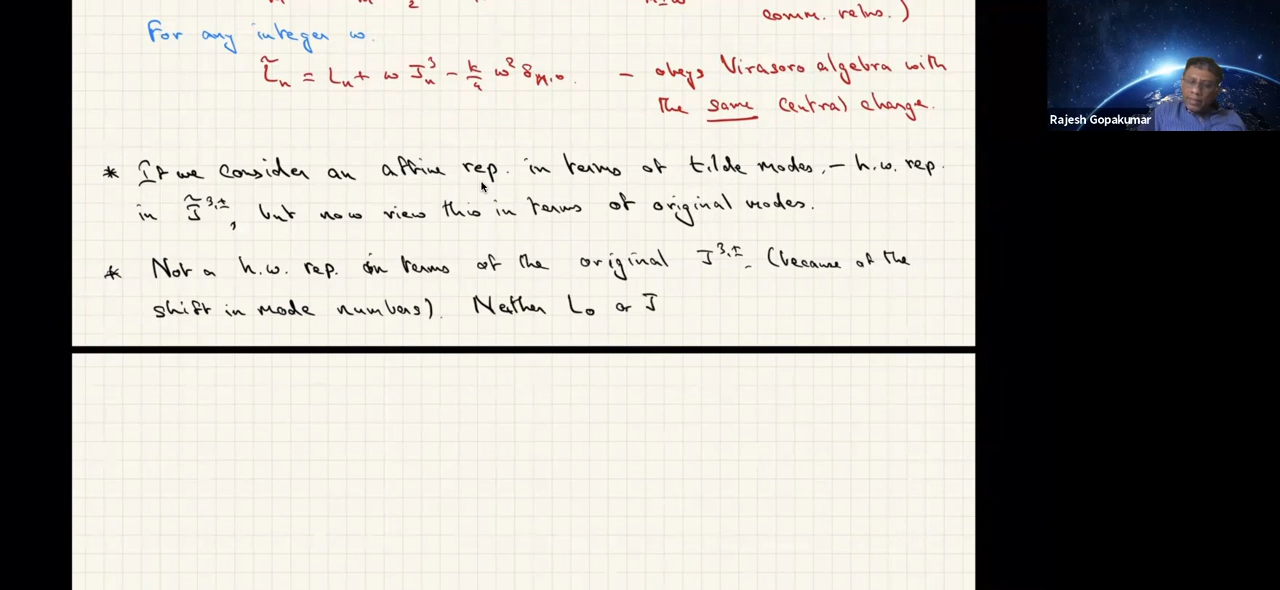 comm. relns.)
For any integer ω.
L̃ₙ = Lₙ + ω Jₙ³ − k/4 ω² δₙ,₀. – obeys Virasoro algebra with
the same central charge.
* If we consider an affine rep. in terms of tilde modes, – h.w. rep.
in J̃³,±, but now view this in terms of original modes.
* Not a h.w. rep. in terms of the original J³,±. (because of the
shift in mode numbers). Neither L₀ or J
Rajesh Gopakumar